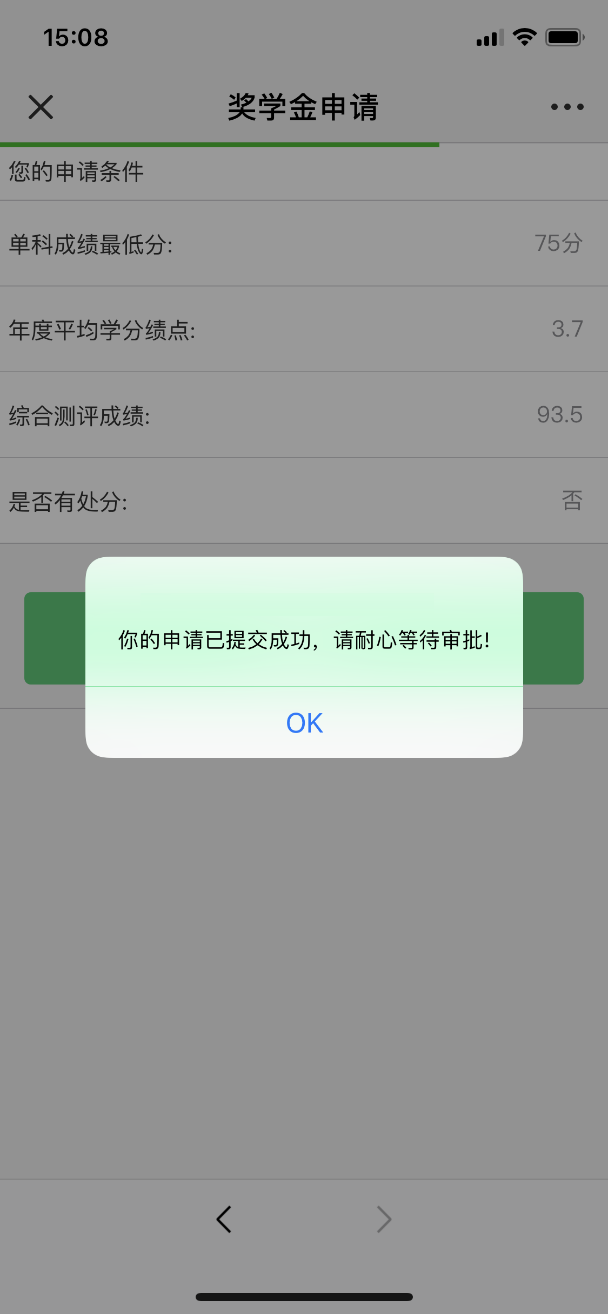 15:08
奖学金申请
您的申请条件
单科成绩最低分: 75分
年度平均学分绩点: 3.7
综合测评成绩: 93.5
是否有处分: 否
你的申请已提交成功，请耐心等待审批!
OK